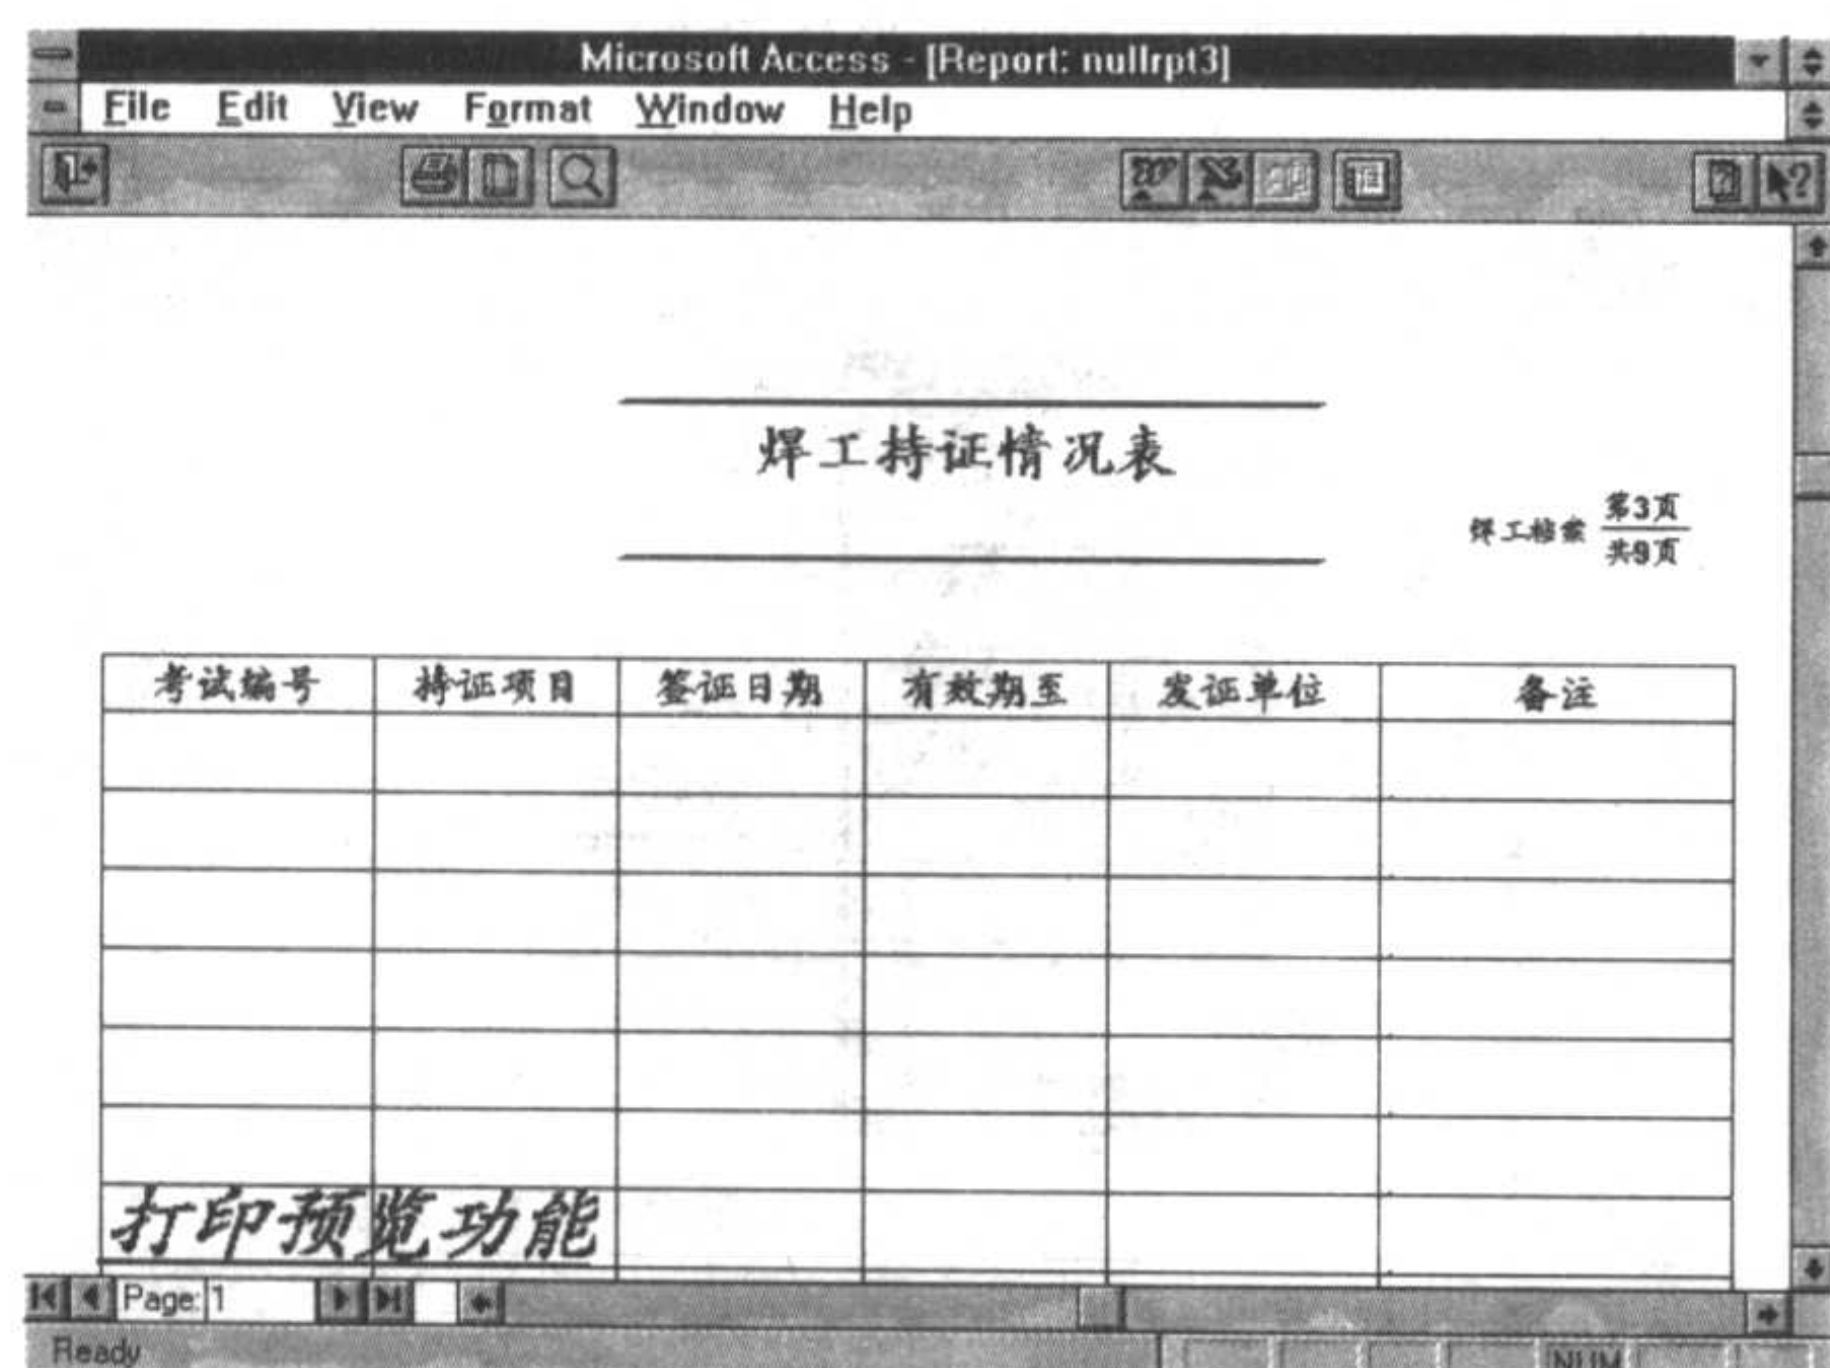 Microsoft Access - [Report: nullrpt3]
File Edit View Format Window Help
焊工持证情况表
焊工档案 第3页
共9页
考试编号 持证项目 签证日期 有效期至 发证单位 备注
打印预览功能
Page: 1
Ready NUM